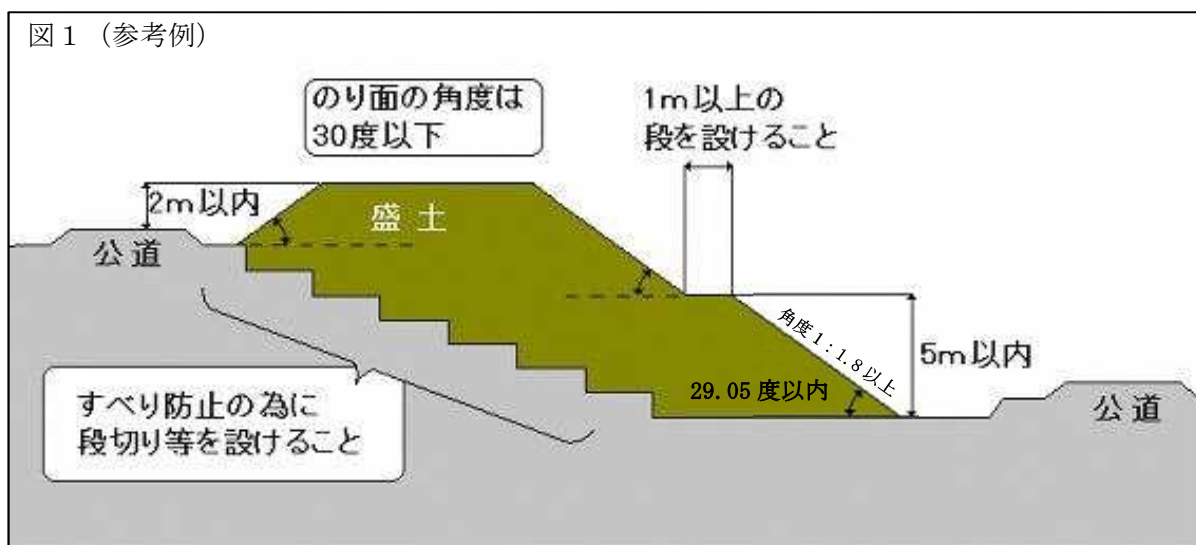 図１（参考例）
のり面の角度は
30度以下
1m以上の
段を設けること
2m以内
盛土
公道
角度1：1.8以上
5m以内
29.05度以内
公道
すべり防止の為に
段切り等を設けること